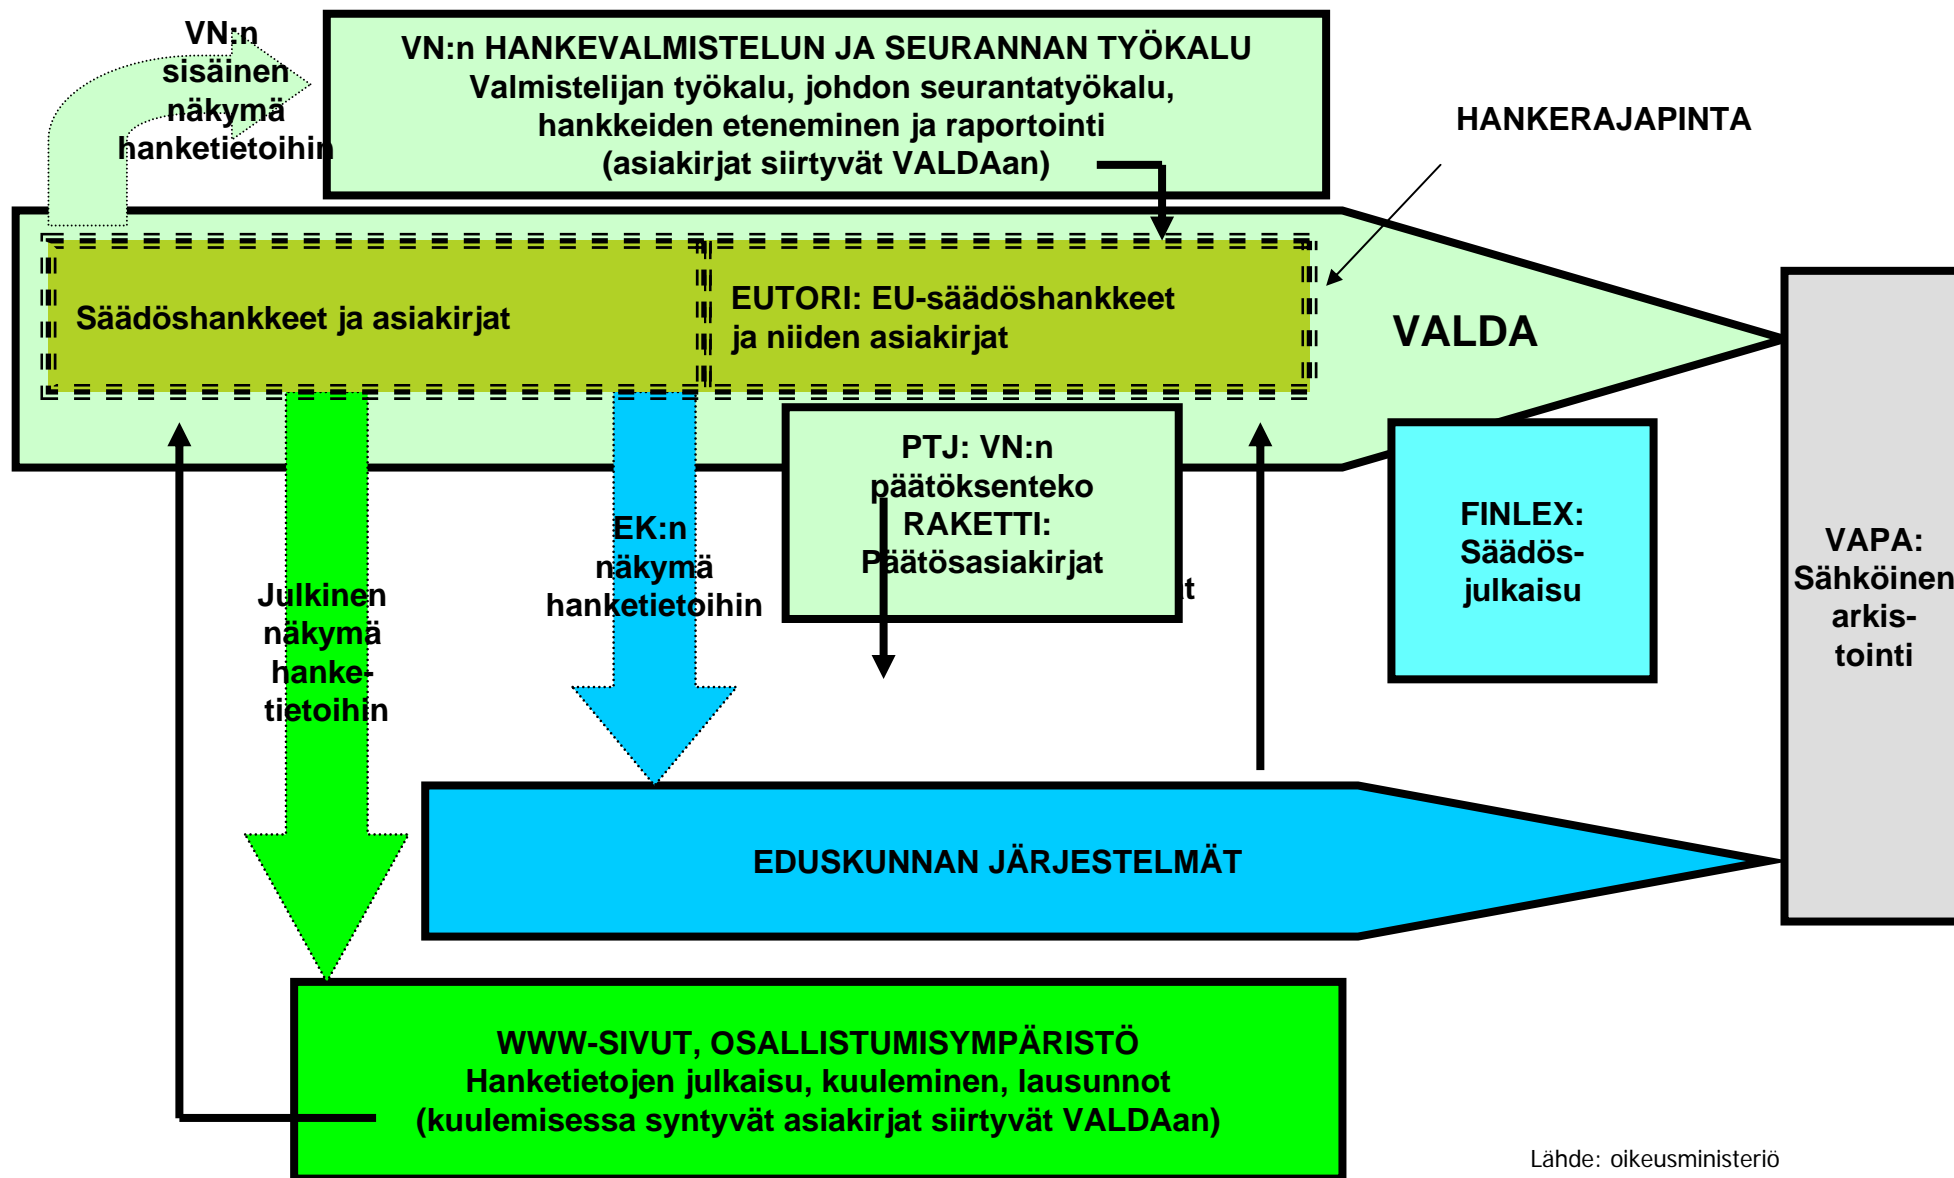 VN:n
sisäinen
näkymä
hanketietoihin
VN:n HANKEVALMISTELUN JA SEURANNAN TYÖKALU
Valmistelijan työkalu, johdon seurantatyökalu,
hankkeiden eteneminen ja raportointi
(asiakirjat siirtyvät VALDAan)
HANKERAJAPINTA
Säädöshankkeet ja asiakirjat
EUTORI: EU-säädöshankkeet
ja niiden asiakirjat
VALDA
PTJ: VN:n
päätöksenteko
RAKETTI:
Päätösasiakirjat
FINLEX:
Säädös-
julkaisu
VAPA:
Sähköinen
arkis-
tointi
EK:n
näkymä
hanketietoihin
Julkinen
näkymä
hanke-
tietoihin
EDUSKUNNAN JÄRJESTELMÄT
WWW-SIVUT, OSALLISTUMISYMPÄRISTÖ
Hanketietojen julkaisu, kuuleminen, lausunnot
(kuulemisessa syntyvät asiakirjat siirtyvät VALDAan)
Lähde: oikeusministeriö